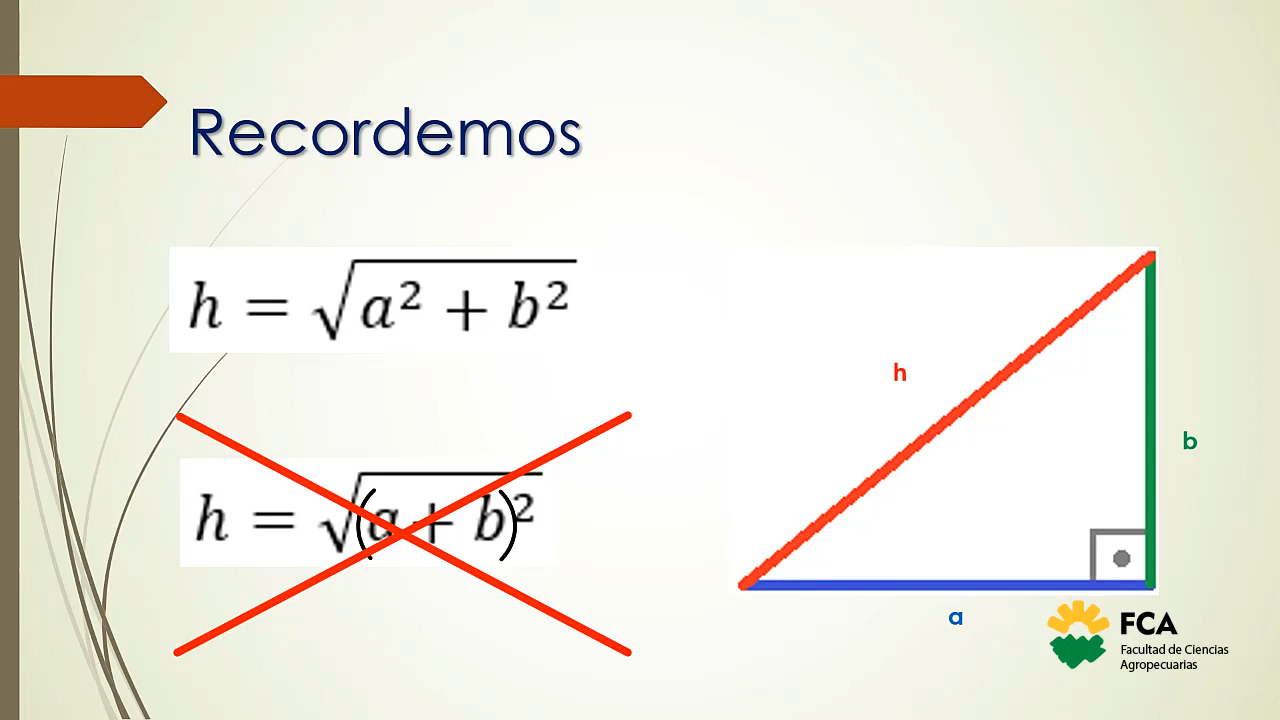 Recordemos
h = √a² + b²
h = √(a + b)²
h
b
a
FCA
Facultad de Ciencias
Agropecuarias